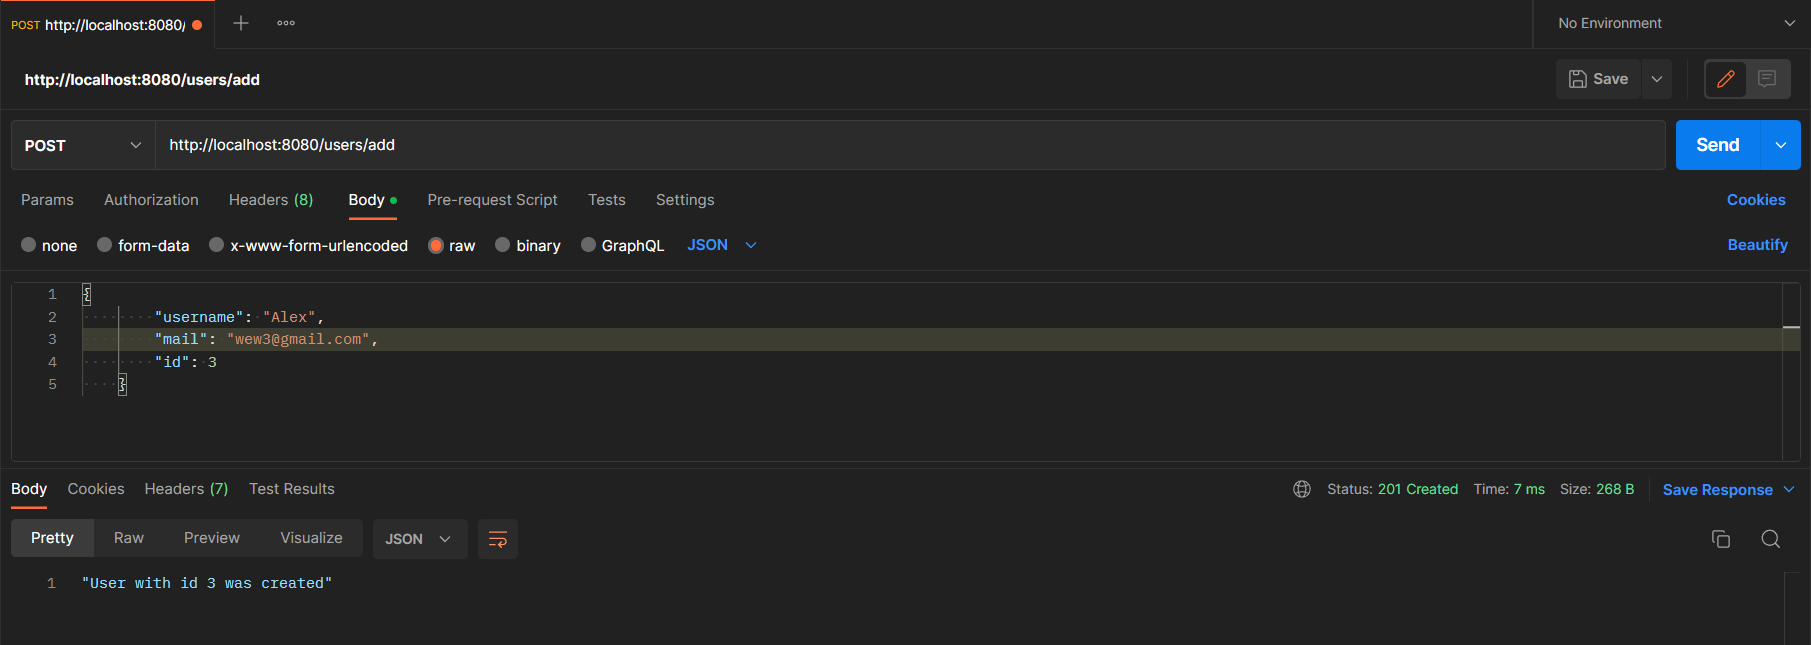 POST http://localhost:8080/ No Environment
http://localhost:8080/users/add Save
POST http://localhost:8080/users/add Send
Params Authorization Headers (8) Body Pre-request Script Tests Settings Cookies
none form-data x-www-form-urlencoded raw binary GraphQL JSON Beautify
1 {
2 "username": "Alex",
3 "mail": "wew3@gmail.com",
4 "id": 3
5 }
Body Cookies Headers (7) Test Results Status: 201 Created Time: 7 ms Size: 268 B Save Response
Pretty Raw Preview Visualize JSON
1 "User with id 3 was created"